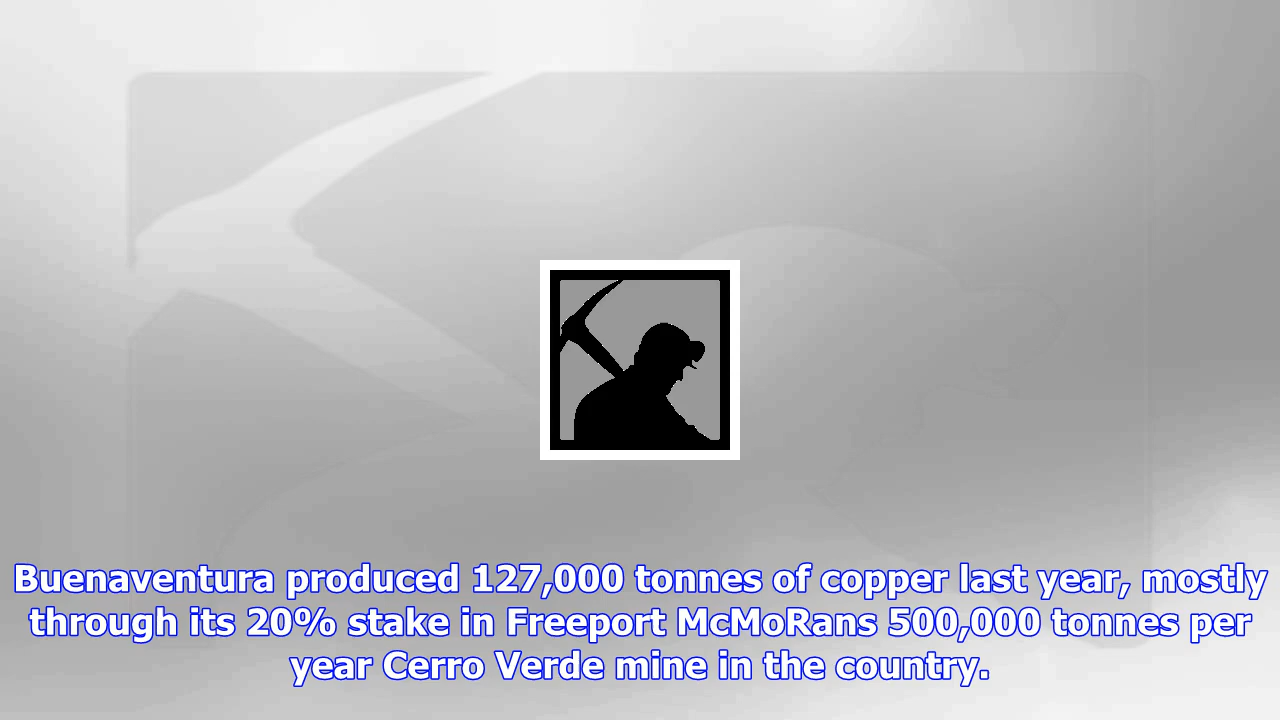 Buenaventura produced 127,000 tonnes of copper last year, mostly
through its 20% stake in Freeport McMoRans 500,000 tonnes per
year Cerro Verde mine in the country.